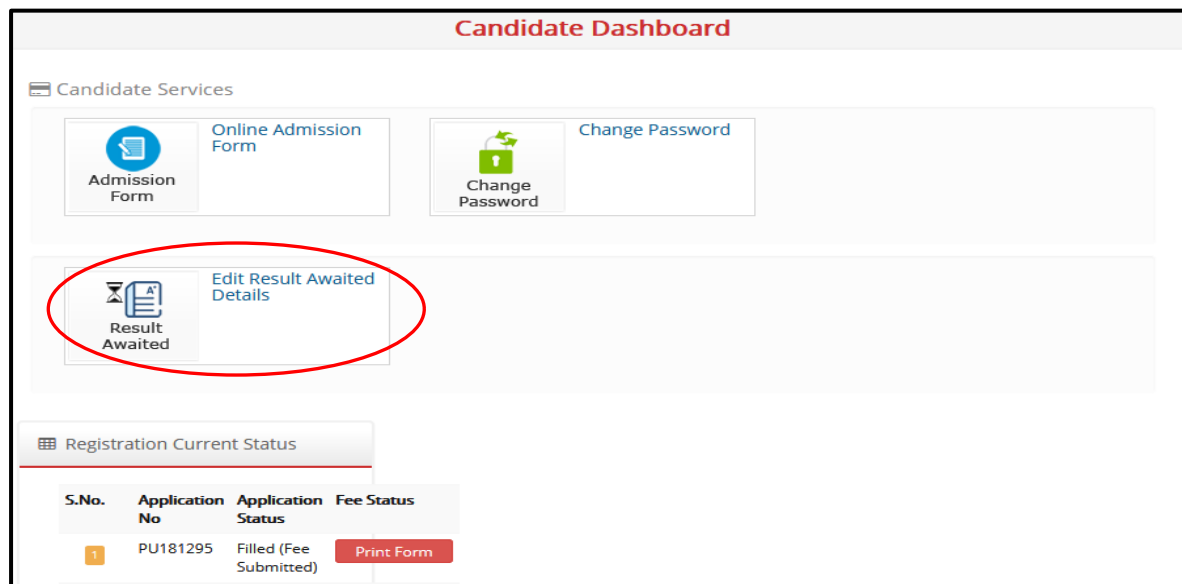 Candidate Dashboard
Candidate Services
Online Admission
Form
Admission
Form
Change Password
Change
Password
Edit Result Awaited
Details
A+
Result
Awaited
Registration Current Status
S.No. Application Application Fee Status
No Status
1 PU181295 Filled (Fee Print Form
Submitted)